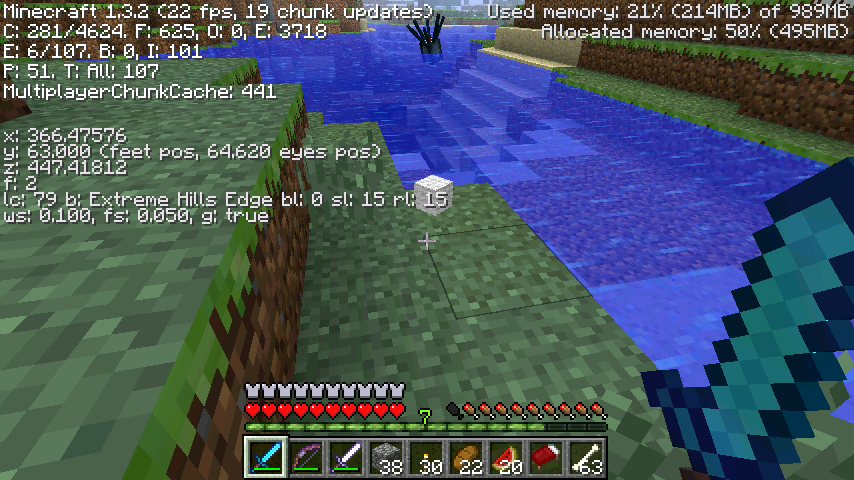 Minecraft 1.3.2 (22 fps, 19 chunk updates)
Used memory: 21% (214MB) of 989MB
C: 281/4624. F: 625, O: 0, E: 3718
Allocated memory: 50% (495MB)
E: 6/107. B: 0, I: 101
P: 51. T: All: 107
MultiplayerChunkCache: 441
x: 366.47576
y: 63.000 (feet pos, 64.620 eyes pos)
z: 447.41812
f: 2
lc: 79 b: Extreme Hills Edge bl: 0 sl: 15 rl: 15
ws: 0.100, fs: 0.050, g: true
7
38 30 22 20 63